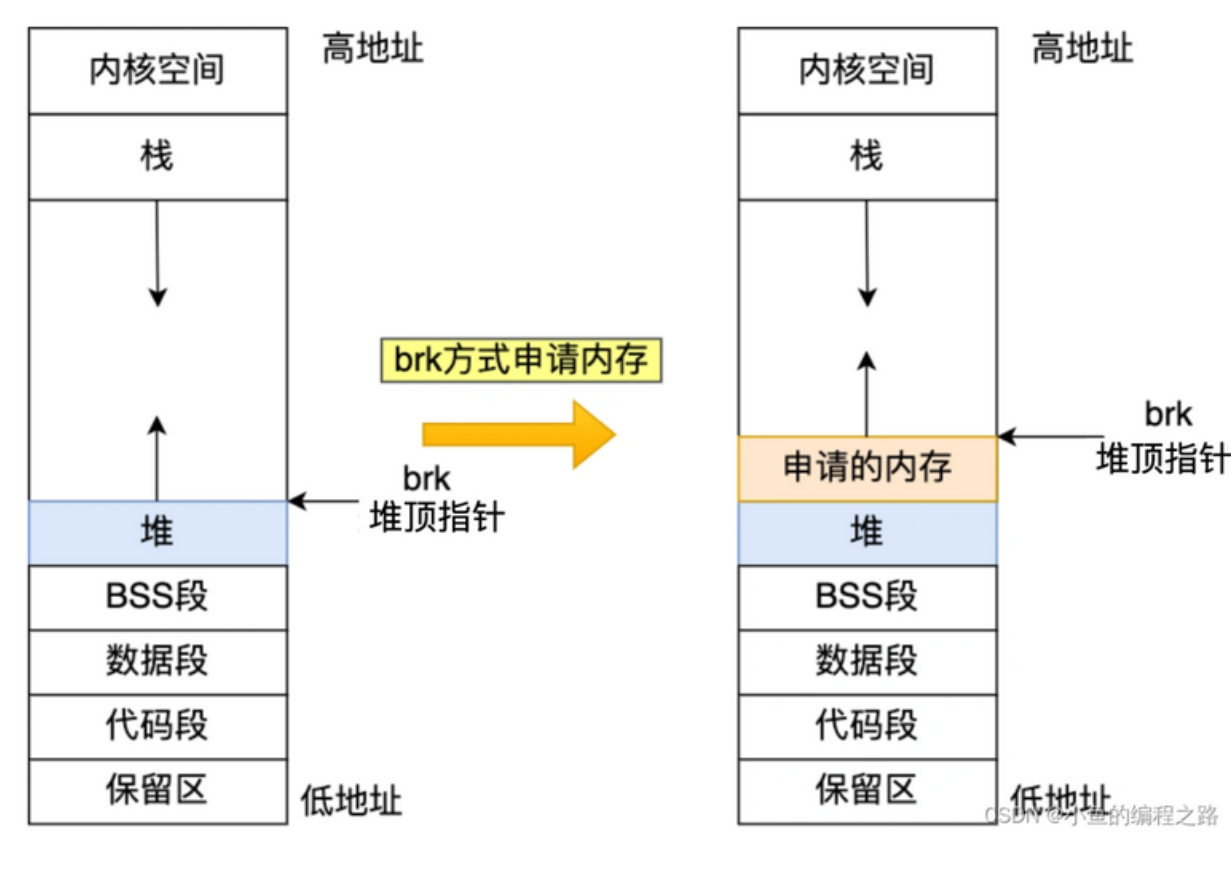 内核空间
高地址
栈
brk方式申请内存
brk
堆顶指针
堆
BSS段
数据段
代码段
保留区
低地址
内核空间
高地址
栈
brk
堆顶指针
申请的内存
堆
BSS段
数据段
代码段
保留区
低地址
CSDN @小鱼的编程之路